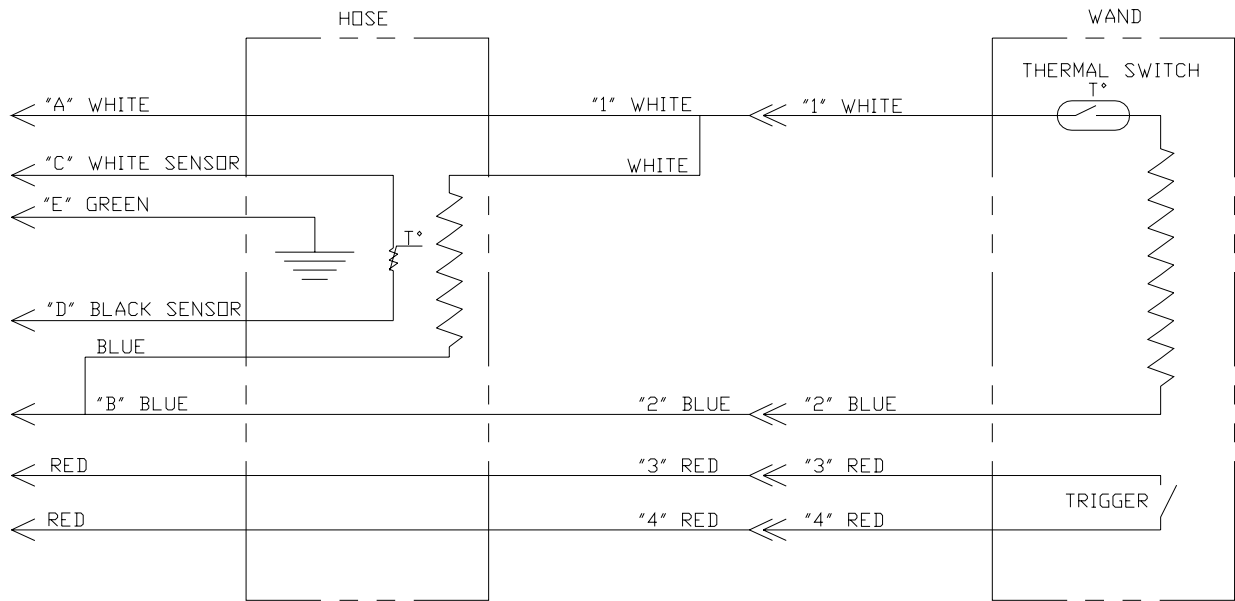 HOSE
WAND
THERMAL SWITCH
T°
"A" WHITE
"1" WHITE
"1" WHITE
"C" WHITE SENSOR
WHITE
"E" GREEN
T°
"D" BLACK SENSOR
BLUE
"B" BLUE
"2" BLUE
"2" BLUE
RED
"3" RED
"3" RED
TRIGGER
RED
"4" RED
"4" RED